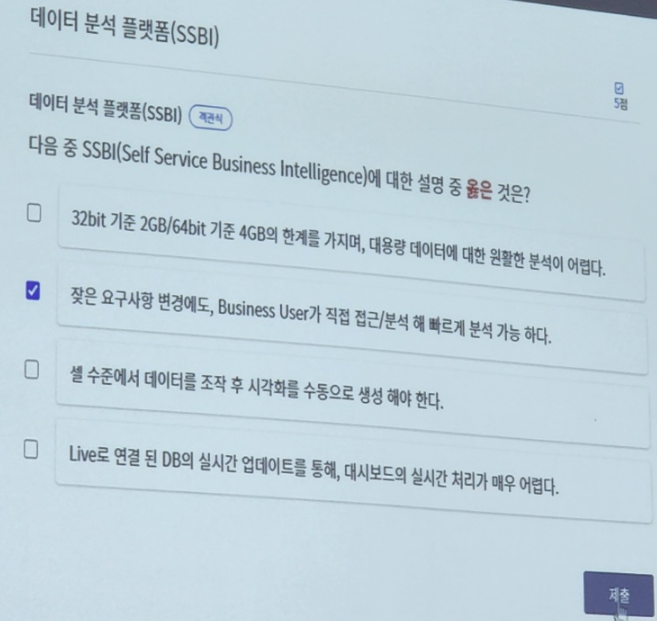 데이터 분석 플랫폼(SSBI)
5점
데이터 분석 플랫폼(SSBI) 객관식
다음 중 SSBI(Self Service Business Intelligence)에 대한 설명 중 옳은 것은?
32bit 기준 2GB/64bit 기준 4GB의 한계를 가지며, 대용량 데이터에 대한 원활한 분석이 어렵다.
잦은 요구사항 변경에도, Business User가 직접 접근/분석 해 빠르게 분석 가능 하다.
셀 수준에서 데이터를 조작 후 시각화를 수동으로 생성 해야 한다.
Live로 연결 된 DB의 실시간 업데이트를 통해, 대시보드의 실시간 처리가 매우 어렵다.
제출